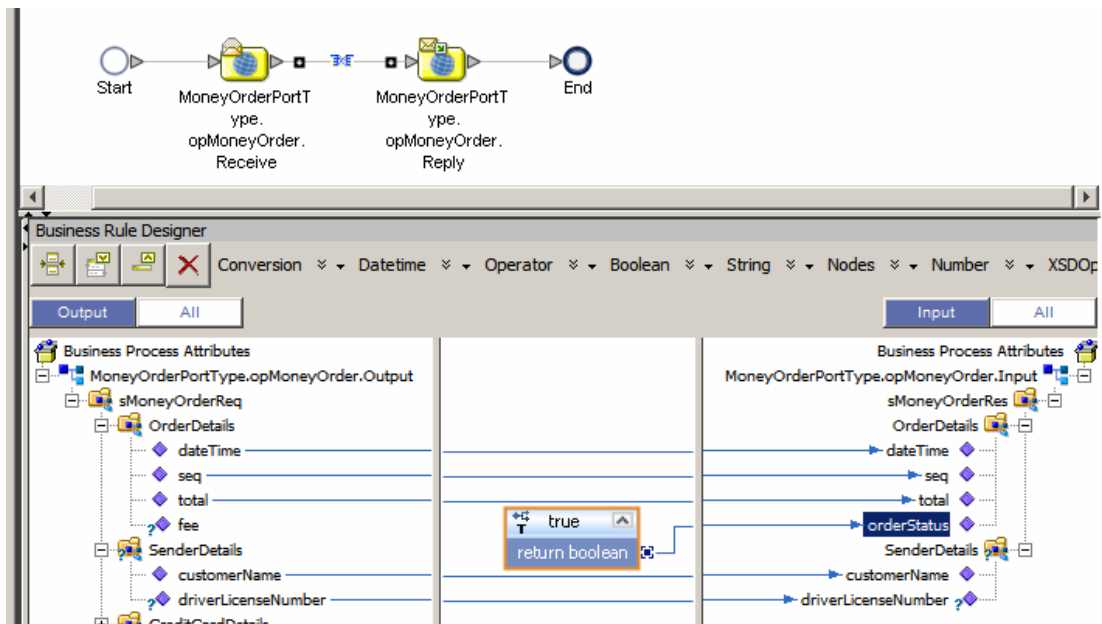 Start
MoneyOrderPortT
ype.
opMoneyOrder.
Receive
MoneyOrderPortT
ype.
opMoneyOrder.
Reply
End
Business Rule Designer
Conversion Datetime Operator Boolean String Nodes Number XSDOp
Output All Input All
Business Process Attributes Business Process Attributes
MoneyOrderPortType.opMoneyOrder.Output MoneyOrderPortType.opMoneyOrder.Input
sMoneyOrderReq sMoneyOrderRes
OrderDetails OrderDetails
dateTime dateTime
seq seq
total total
fee true orderStatus
return boolean
SenderDetails SenderDetails
customerName customerName
driverLicenseNumber driverLicenseNumber
CreditCardDetails